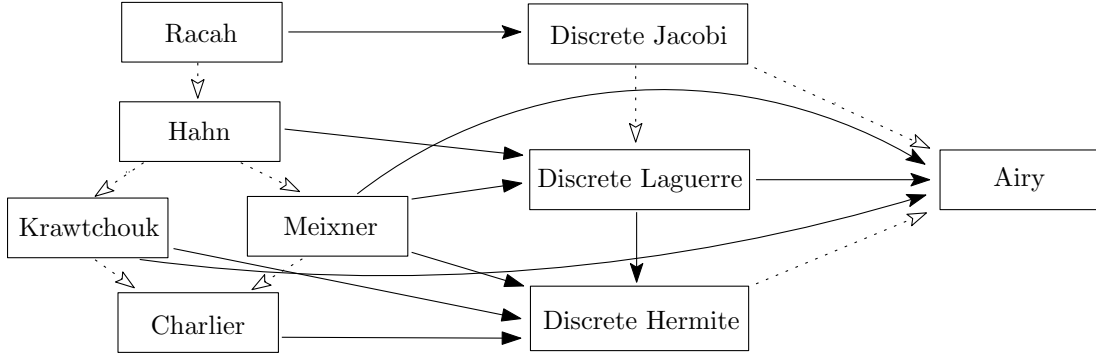 Racah
Discrete Jacobi
Hahn
Discrete Laguerre
Airy
Krawtchouk
Meixner
Charlier
Discrete Hermite